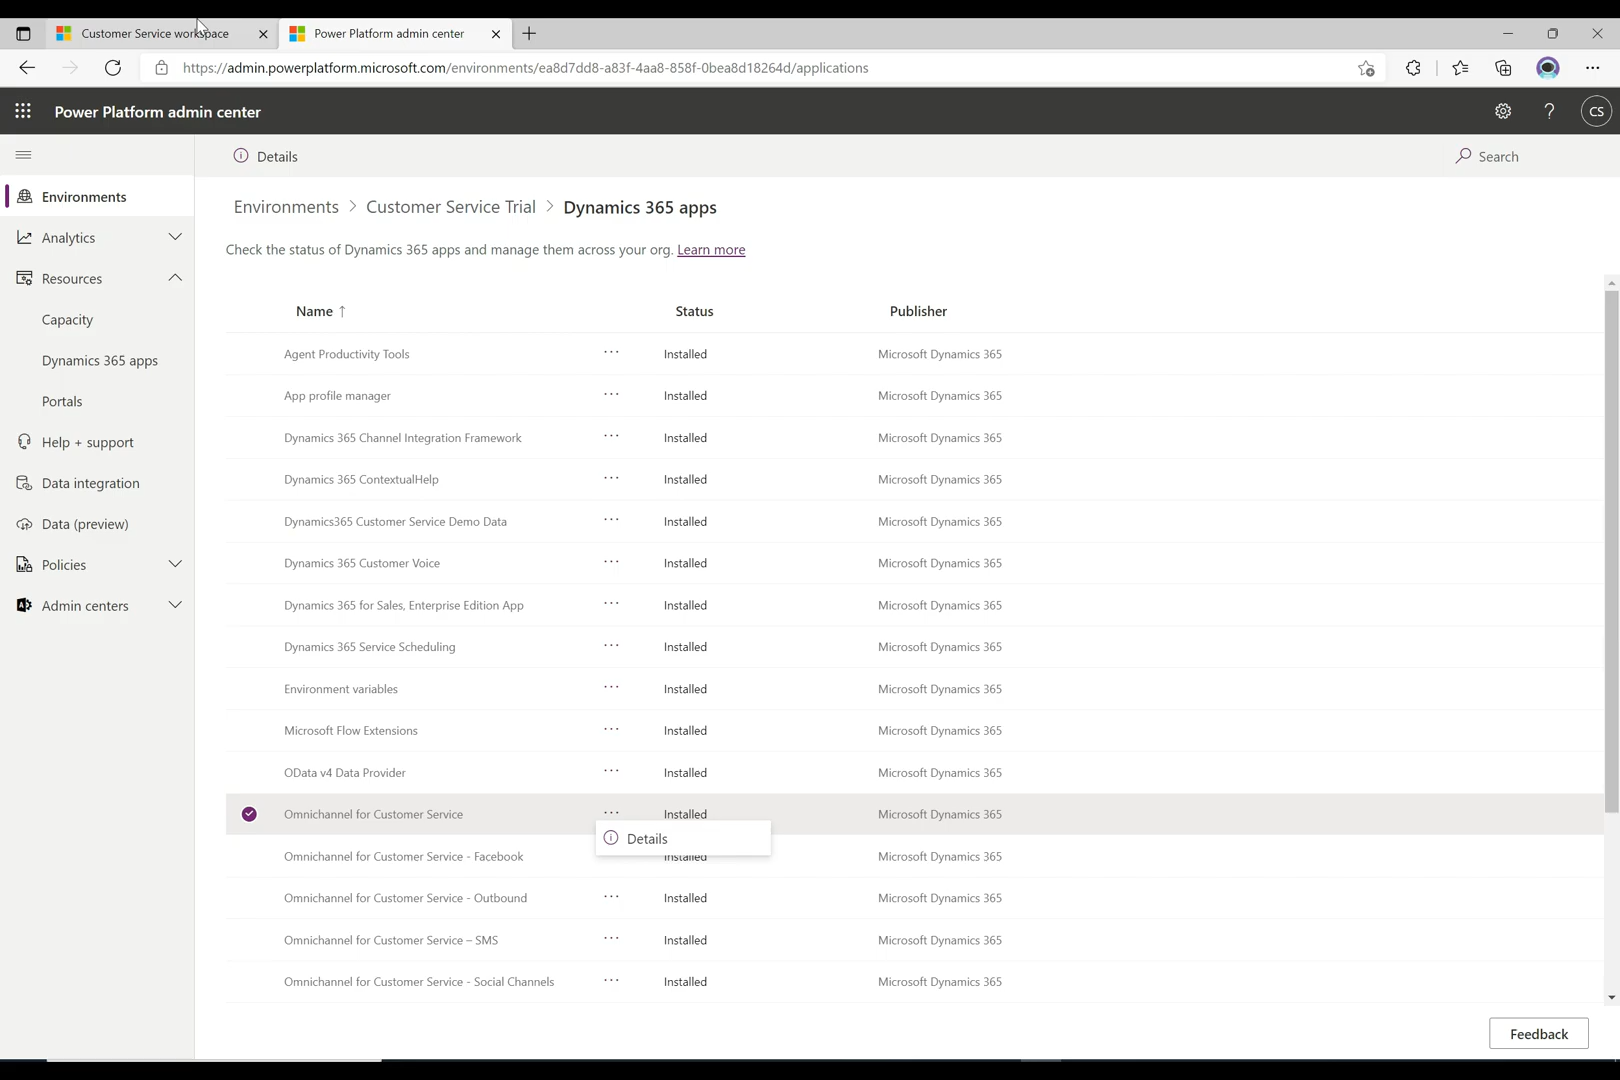 Customer Service workspace
Power Platform admin center
https://admin.powerplatform.microsoft.com/environments/ea8d7dd8-a83f-4aa8-858f-0bea8d18264d/applications
Power Platform admin center
CS
Details
Search
Environments
Analytics
Resources
Capacity
Dynamics 365 apps
Portals
Help + support
Data integration
Data (preview)
Policies
Admin centers
Environments > Customer Service Trial > Dynamics 365 apps
Check the status of Dynamics 365 apps and manage them across your org. Learn more
Name ↑ Status Publisher
Agent Productivity Tools ... Installed Microsoft Dynamics 365
App profile manager ... Installed Microsoft Dynamics 365
Dynamics 365 Channel Integration Framework ... Installed Microsoft Dynamics 365
Dynamics 365 ContextualHelp ... Installed Microsoft Dynamics 365
Dynamics365 Customer Service Demo Data ... Installed Microsoft Dynamics 365
Dynamics 365 Customer Voice ... Installed Microsoft Dynamics 365
Dynamics 365 for Sales, Enterprise Edition App ... Installed Microsoft Dynamics 365
Dynamics 365 Service Scheduling ... Installed Microsoft Dynamics 365
Environment variables ... Installed Microsoft Dynamics 365
Microsoft Flow Extensions ... Installed Microsoft Dynamics 365
OData v4 Data Provider ... Installed Microsoft Dynamics 365
Omnichannel for Customer Service ... Installed Microsoft Dynamics 365
Details
Omnichannel for Customer Service - Facebook Installed Microsoft Dynamics 365
Omnichannel for Customer Service - Outbound ... Installed Microsoft Dynamics 365
Omnichannel for Customer Service – SMS ... Installed Microsoft Dynamics 365
Omnichannel for Customer Service - Social Channels ... Installed Microsoft Dynamics 365
Feedback